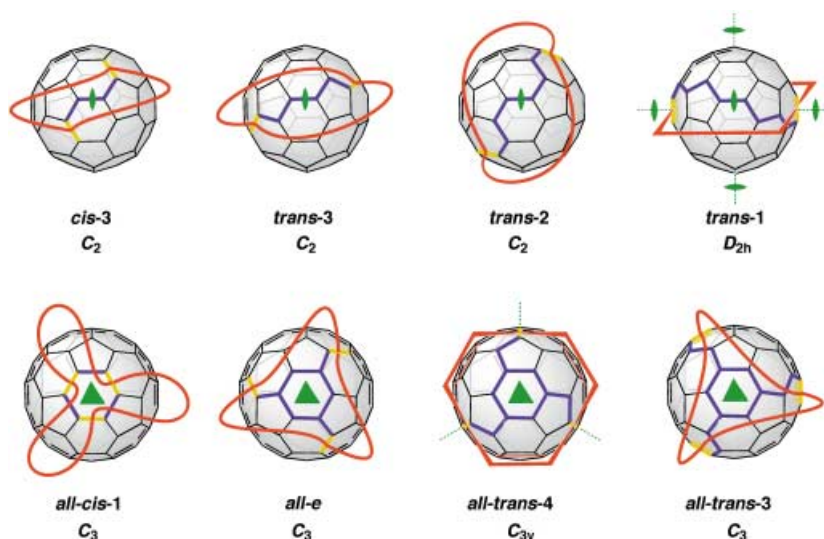 cis-3 trans-3 trans-2 trans-1
C2 C2 C2 D2h
all-cis-1 all-e all-trans-4 all-trans-3
C3 C3 C3v C3